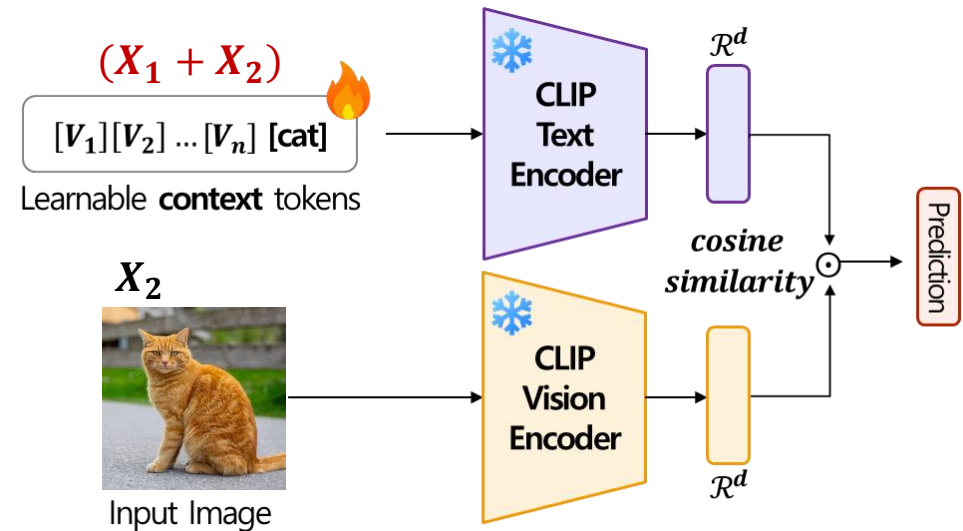 (X₁ + X₂)
[V₁][V₂] ...[Vₙ] [cat]
Learnable context tokens
CLIP
Text
Encoder
ℛᵈ
X₂
Input Image
CLIP
Vision
Encoder
ℛᵈ
cosine
similarity
⊙
Prediction